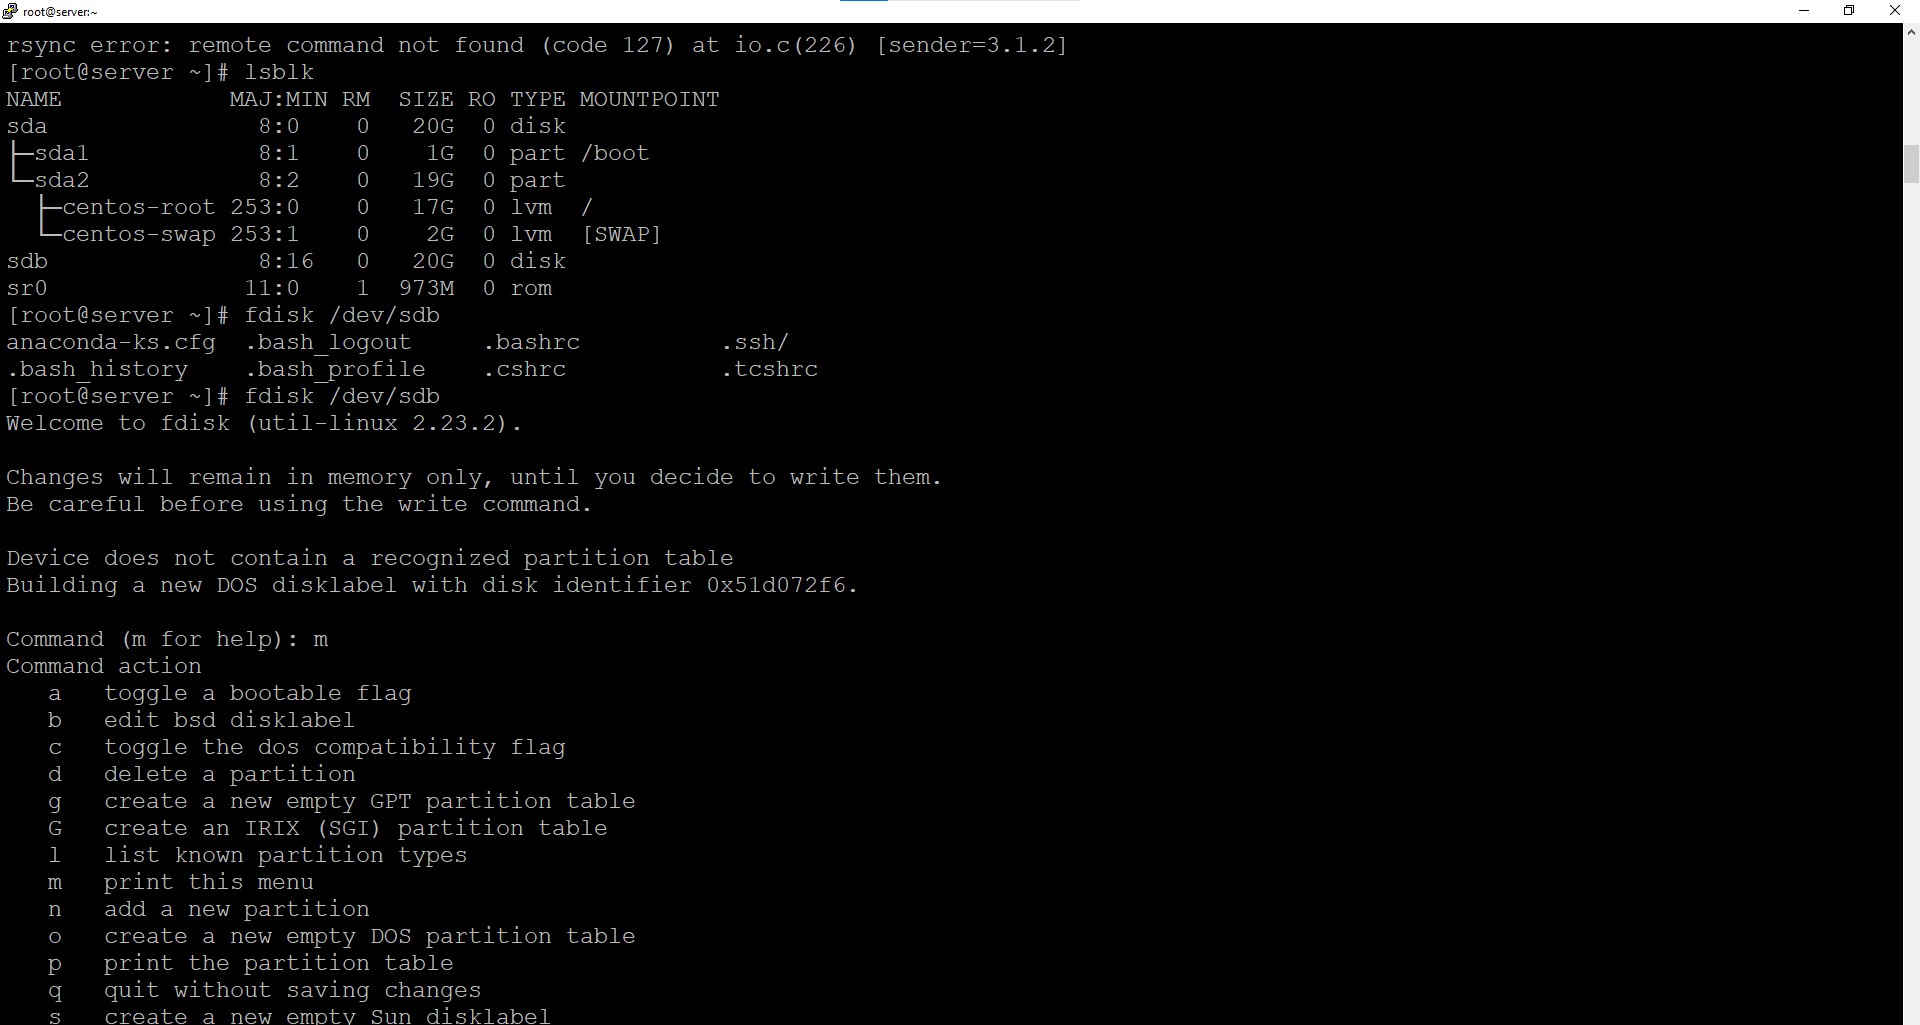 root@server:~
rsync error: remote command not found (code 127) at io.c(226) [sender=3.1.2]
[root@server ~]# lsblk
NAME            MAJ:MIN RM  SIZE RO TYPE MOUNTPOINT
sda               8:0    0   20G  0 disk
├─sda1            8:1    0    1G  0 part /boot
└─sda2            8:2    0   19G  0 part
  ├─centos-root 253:0    0   17G  0 lvm  /
  └─centos-swap 253:1    0    2G  0 lvm  [SWAP]
sdb               8:16   0   20G  0 disk
sr0              11:0    1  973M  0 rom
[root@server ~]# fdisk /dev/sdb
anaconda-ks.cfg  .bash_logout     .bashrc          .ssh/
.bash_history    .bash_profile    .cshrc           .tcshrc
[root@server ~]# fdisk /dev/sdb
Welcome to fdisk (util-linux 2.23.2).

Changes will remain in memory only, until you decide to write them.
Be careful before using the write command.

Device does not contain a recognized partition table
Building a new DOS disklabel with disk identifier 0x51d072f6.

Command (m for help): m
Command action
   a   toggle a bootable flag
   b   edit bsd disklabel
   c   toggle the dos compatibility flag
   d   delete a partition
   g   create a new empty GPT partition table
   G   create an IRIX (SGI) partition table
   l   list known partition types
   m   print this menu
   n   add a new partition
   o   create a new empty DOS partition table
   p   print the partition table
   q   quit without saving changes
   s   create a new empty Sun disklabel